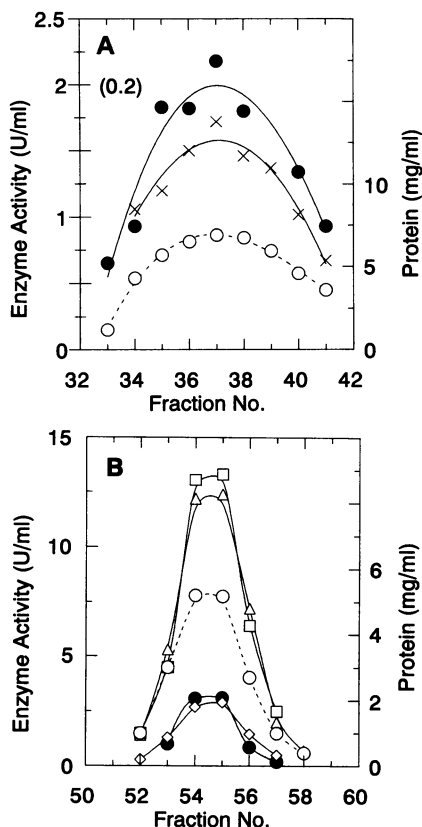 A
(0.2)
Enzyme Activity (U/ml)
2.5
2
1.5
1
0.5
0
Protein (mg/ml)
10
5
0
32 34 36 38 40 42
Fraction No.
B
Enzyme Activity (U/ml)
15
10
5
0
Protein (mg/ml)
6
4
2
0
50 52 54 56 58 60
Fraction No.